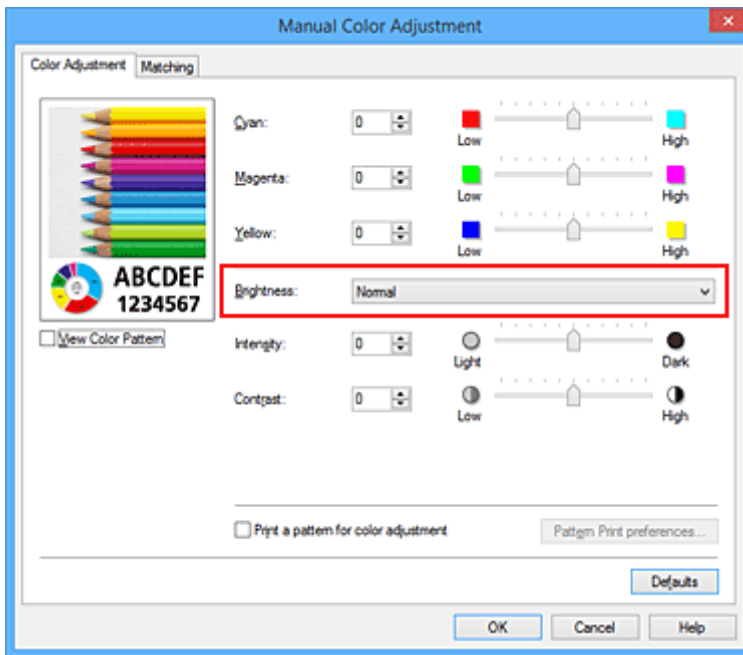 Manual Color Adjustment
Color Adjustment Matching
Cyan: 0 Low High
Magenta: 0 Low High
Yellow: 0 Low High
ABCDEF
1234567
Brightness: Normal
View Color Pattern
Intensity: 0 Light Dark
Contrast: 0 Low High
Print a pattern for color adjustment Pattern Print preferences...
Defaults
OK Cancel Help